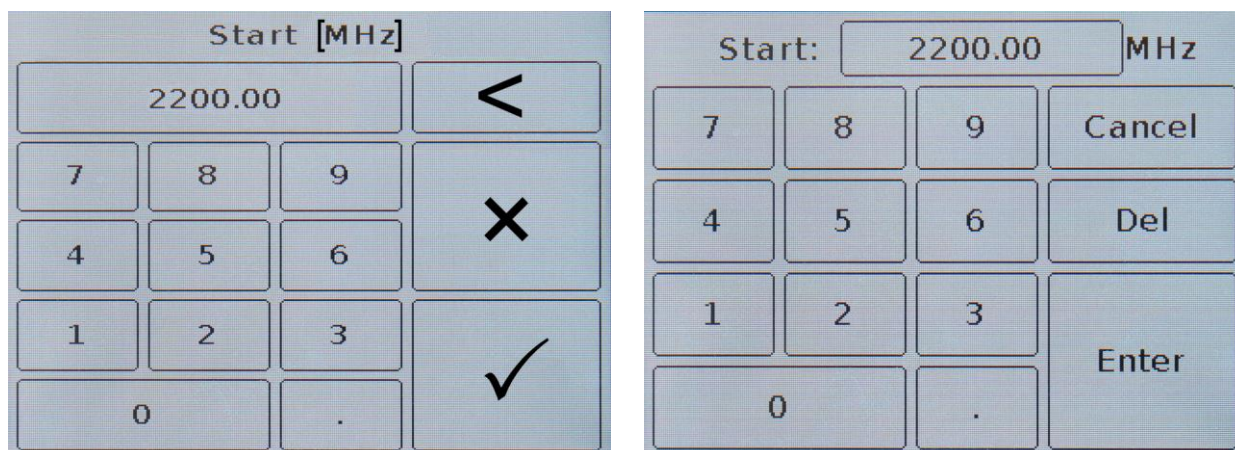 Start [MHz]
2200.00 <
7 8 9
×
4 5 6
1 2 3
✓
0 .
Start: 2200.00 MHz
7 8 9 Cancel
4 5 6 Del
1 2 3
Enter
0 .